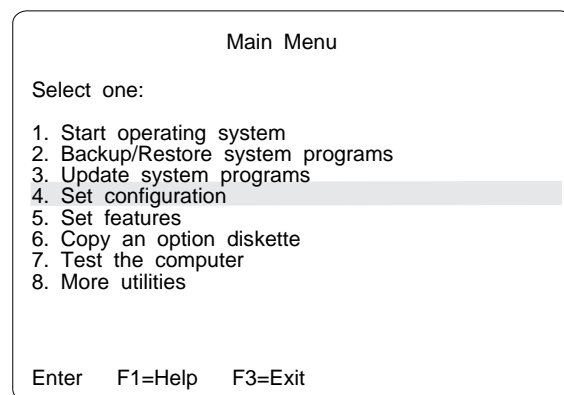 Main Menu
Select one:
1. Start operating system
2. Backup/Restore system programs
3. Update system programs
4. Set configuration
5. Set features
6. Copy an option diskette
7. Test the computer
8. More utilities
Enter F1=Help F3=Exit